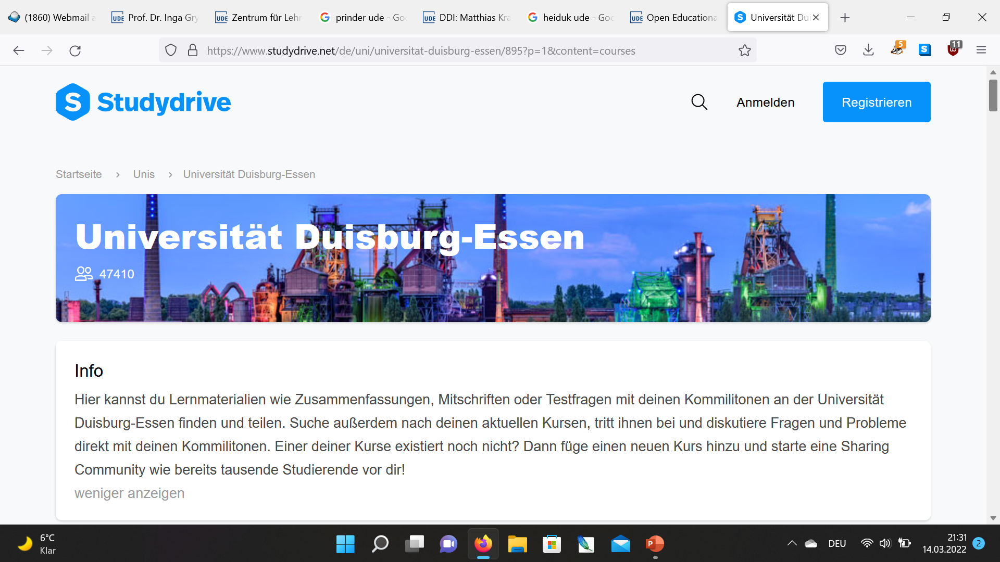 (1860) Webmail
Prof. Dr. Inga Gry
Zentrum für Lehr
prinder ude - Goo
DDI: Matthias Kra
heiduk ude - Goo
Open Educationa
Universität Dui
https://www.studydrive.net/de/uni/universitat-duisburg-essen/895?p=1&content=courses
5
11
Studydrive
Anmelden
Registrieren
Startseite > Unis > Universität Duisburg-Essen
Universität Duisburg-Essen
47410
Info
Hier kannst du Lernmaterialien wie Zusammenfassungen, Mitschriften oder Testfragen mit deinen Kommilitonen an der Universität
Duisburg-Essen finden und teilen. Suche außerdem nach deinen aktuellen Kursen, tritt ihnen bei und diskutiere Fragen und Probleme
direkt mit deinen Kommilitonen. Einer deiner Kurse existiert noch nicht? Dann füge einen neuen Kurs hinzu und starte eine Sharing
Community wie bereits tausende Studierende vor dir!
weniger anzeigen
6°C
Klar
DEU
21:31
14.03.2022
2